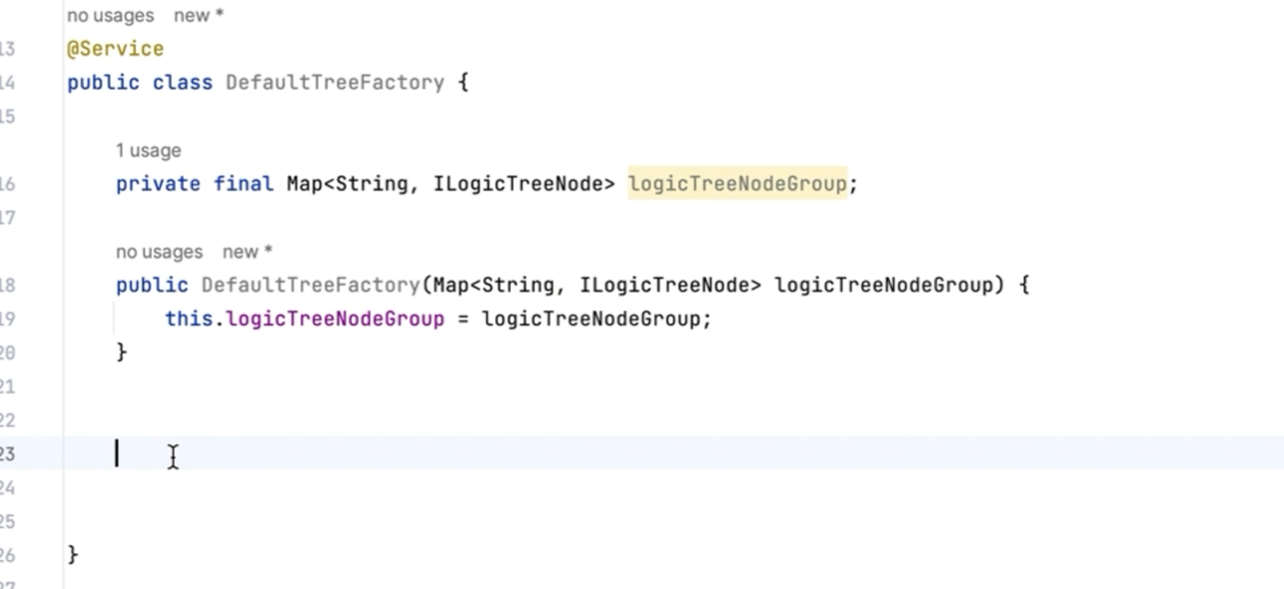 no usages new *
13 @Service
14 public class DefaultTreeFactory {
15
1 usage
16 private final Map<String, ILogicTreeNode> logicTreeNodeGroup;
17
no usages new *
18 public DefaultTreeFactory(Map<String, ILogicTreeNode> logicTreeNodeGroup) {
19 this.logicTreeNodeGroup = logicTreeNodeGroup;
20 }
21
22
23
24
25
26 }
27